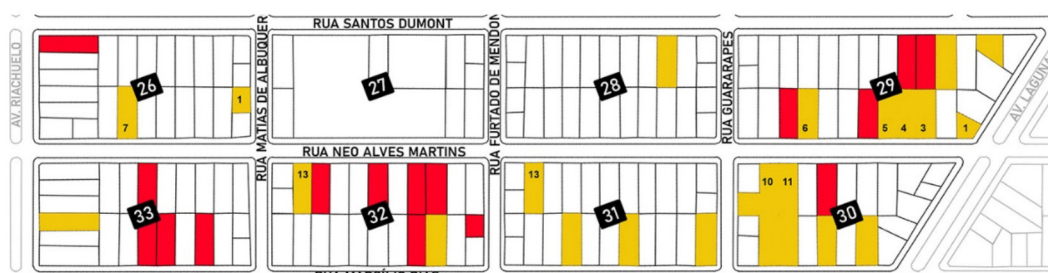 RUA SANTOS DUMONT
AV. RIACHUELO
26
1
7
RUA MATIAS DE ALBUQUER
27
RUA FURTADO DE MENDON
28
RUA GUARARAPES
29
6
5
4
3
1
AV. LAGUNA
RUA NEO ALVES MARTINS
33
13
32
13
31
10
11
30